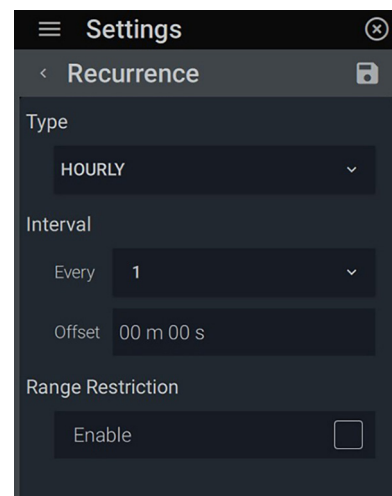 Settings
Recurrence
Type
HOURLY
Interval
Every 1
Offset 00 m 00 s
Range Restriction
Enable